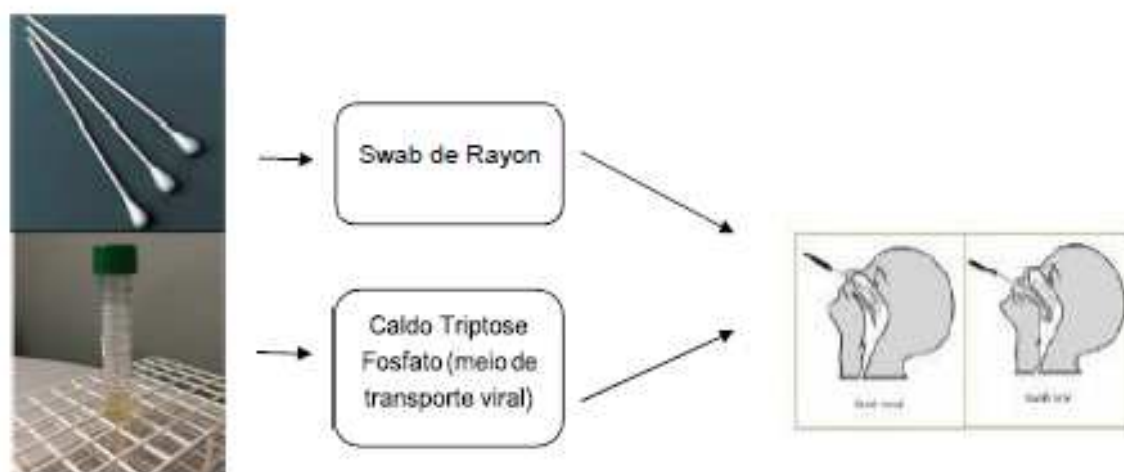 Swab de Rayon
Caldo Triptose
Fosfato (meio de
transporte viral)